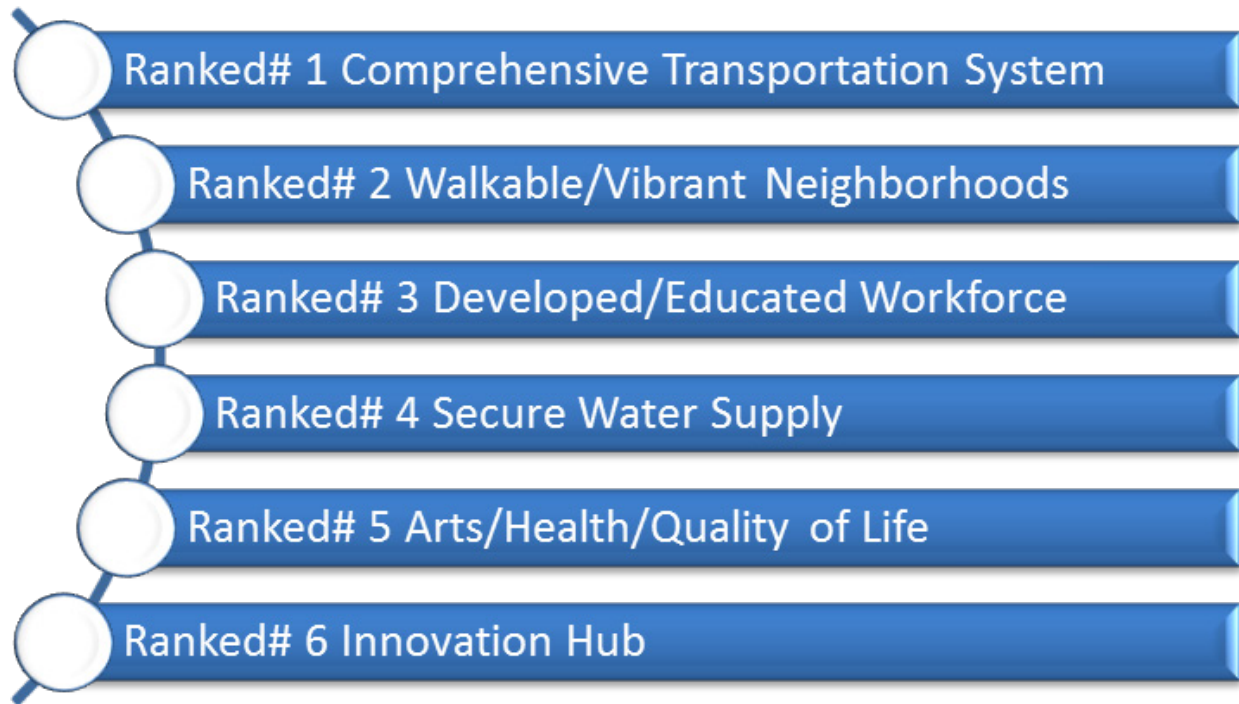 Ranked# 1 Comprehensive Transportation System
Ranked# 2 Walkable/Vibrant Neighborhoods
Ranked# 3 Developed/Educated Workforce
Ranked# 4 Secure Water Supply
Ranked# 5 Arts/Health/Quality of Life
Ranked# 6 Innovation Hub